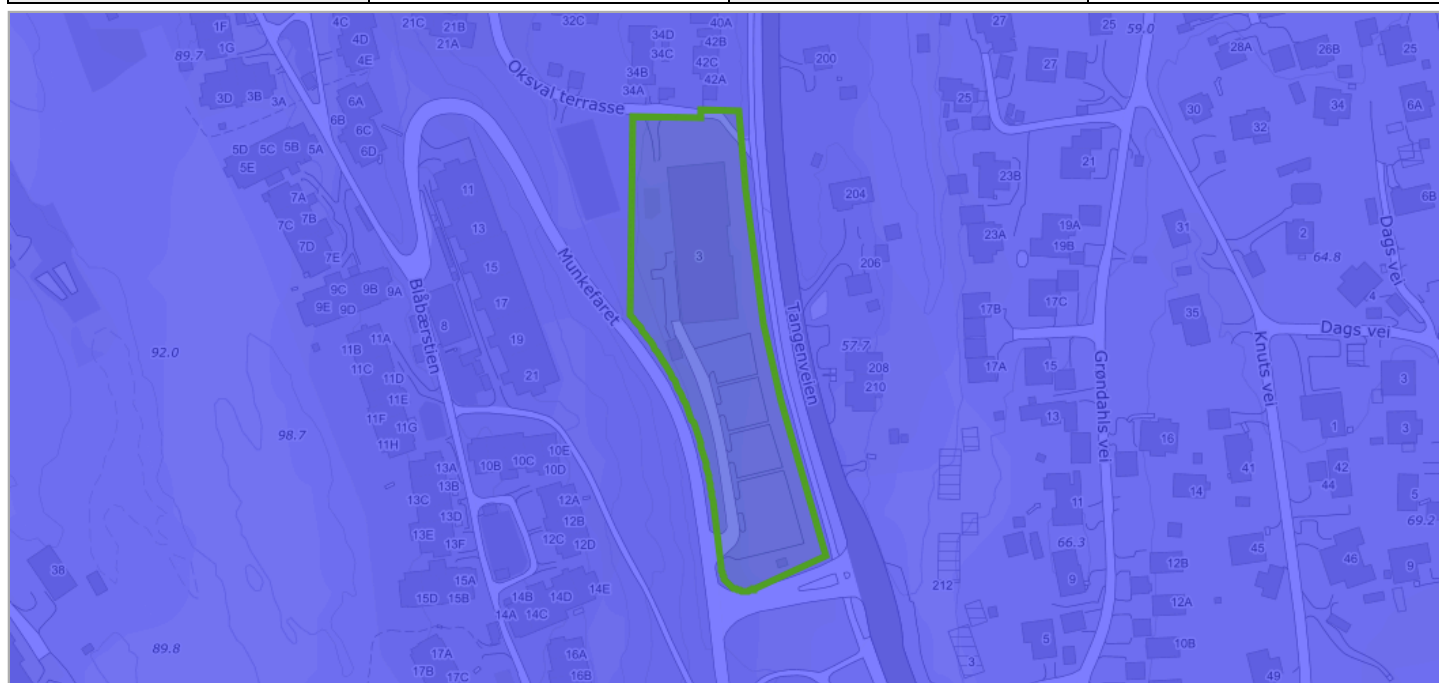 1F
1G
4C
4D
4E
21C
21B
21A
32C
34D
34C
34B
34A
40A
42B
42C
42A
200
27
27
25
59.0
28A
26B
25
89.7
3D
3B
3A
6A
6B
6C
6D
Oksval terrasse
25
30
32
34
6A
5D
5C
5B
5A
5E
7A
7B
7C
7D
7E
11
13
15
17
19
21
204
206
23B
21
23A
19A
19B
31
2
64.8
6B
Dags vei
3
9C
9B
9A
9E
9D
8
Blåbærstien
Munkefaret
Tangenveien
57.7
208
210
17B
17C
17A
15
35
4
Dags vei
Knuts vei
Grøndahls vei
92.0
98.7
11A
11B
11C
11D
11E
11F
11G
11H
13
16
1
3
3
10B
10C
10E
10D
13A
13B
13C
13D
13E
13F
12A
12B
12C
12D
11
14
41
42
44
5
69.2
66.3
38
15A
15D
15B
14A
14B
14C
14D
14E
212
9
12B
12A
45
46
9
89.8
17A
17B
17C
16A
16B
3
5
10B
49